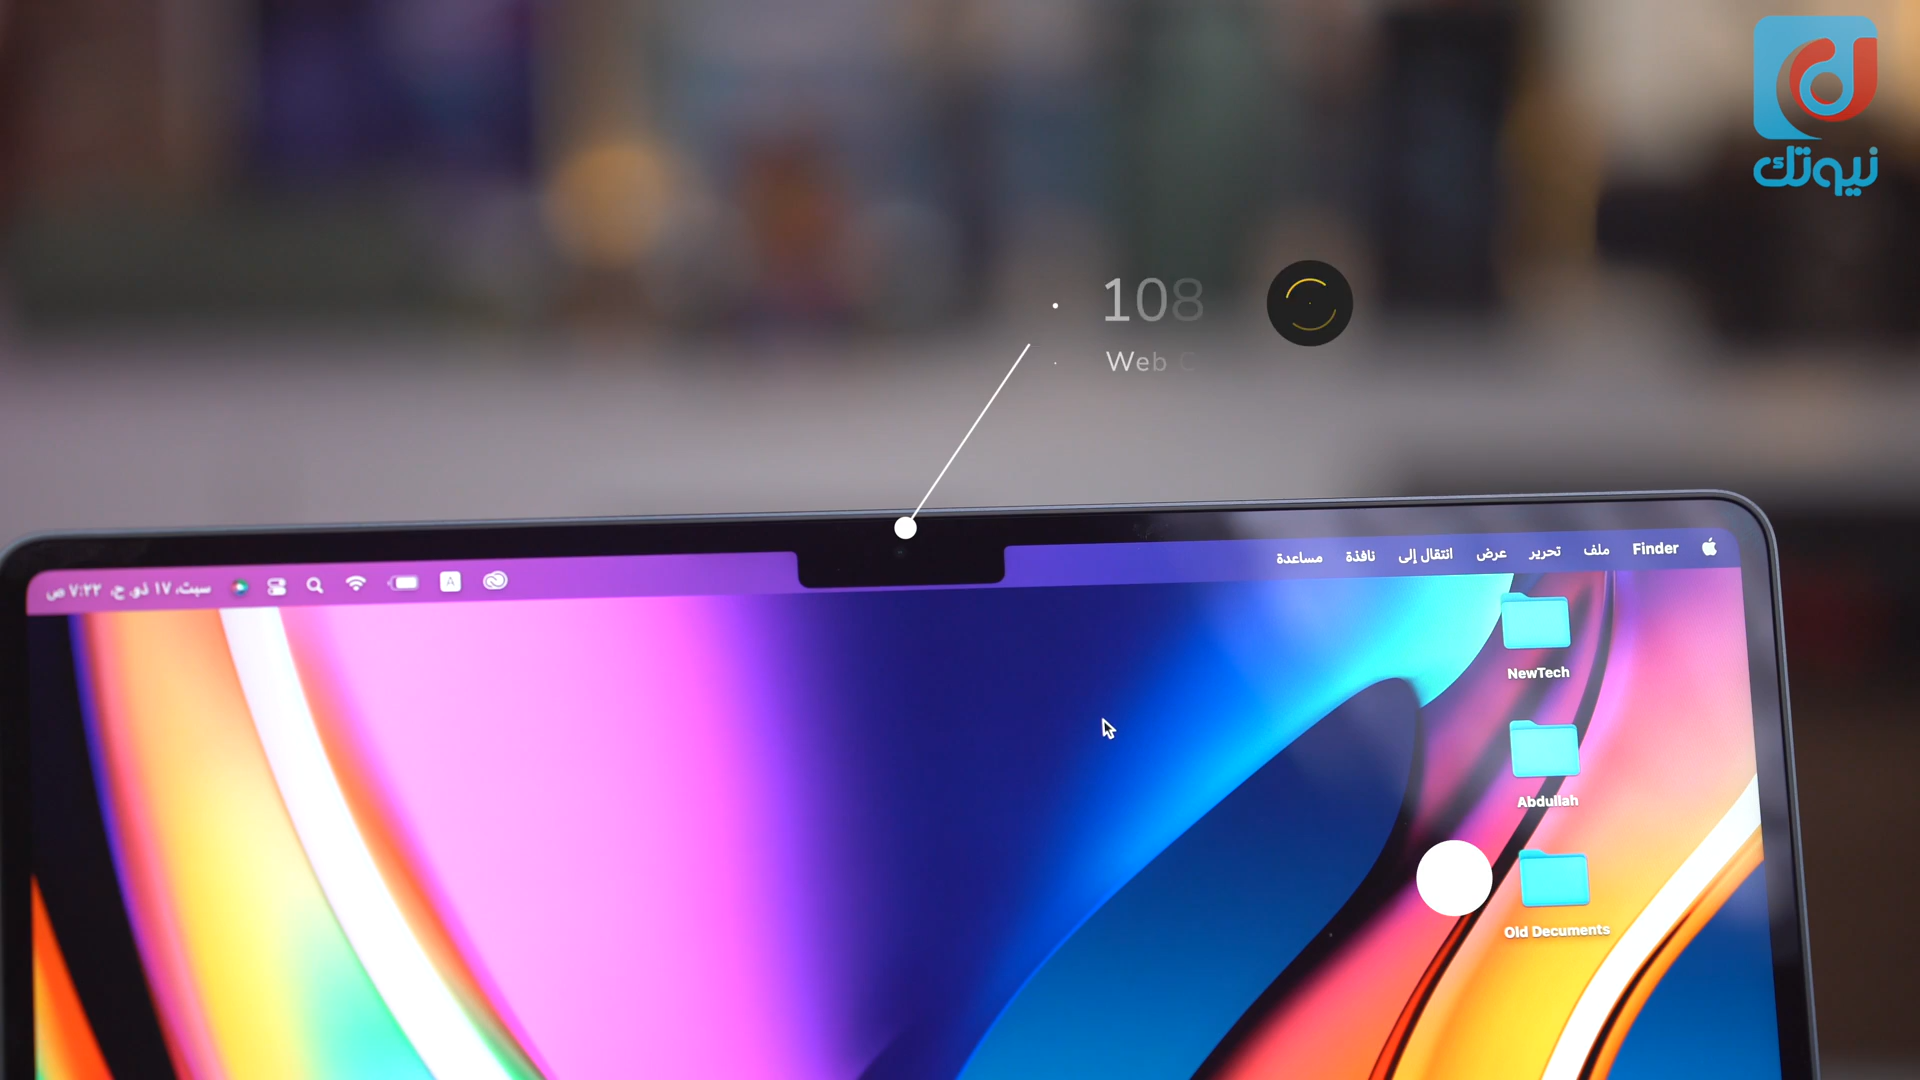 نيوتك
108
Web C
Finder ملف تحرير عرض انتقال إلى نافذة مساعدة
A سبت، ١٧ ذو. ح، ٧:٢٢ ص
NewTech
Abdullah
Old Decuments